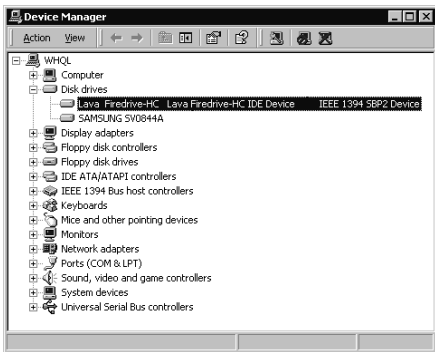 Device Manager
Action View
WHQL
Computer
Disk drives
Lava Firedrive-HC Lava Firedrive-HC IDE Device IEEE 1394 SBP2 Device
SAMSUNG SV0844A
Display adapters
Floppy disk controllers
Floppy disk drives
IDE ATA/ATAPI controllers
IEEE 1394 Bus host controllers
Keyboards
Mice and other pointing devices
Monitors
Network adapters
Ports (COM & LPT)
Sound, video and game controllers
System devices
Universal Serial Bus controllers